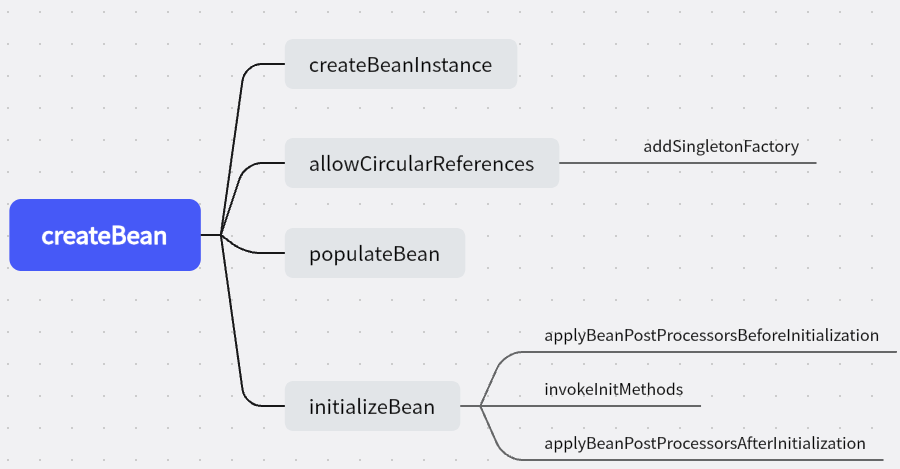 createBeanInstance
allowCircularReferences
addSingletonFactory
createBean
populateBean
initializeBean
applyBeanPostProcessorsBeforeInitialization
invokeInitMethods
applyBeanPostProcessorsAfterInitialization